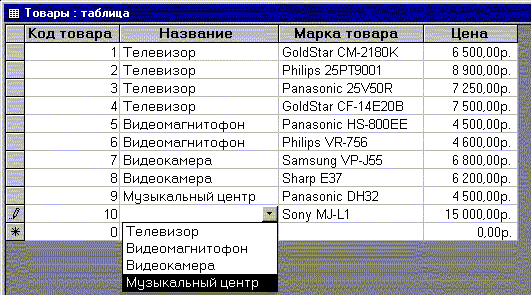 Товары : таблица
Код товара Название Марка товара Цена
1 Телевизор GoldStar CM-2180K 6 500,00р.
2 Телевизор Philips 25PT9001 8 900,00р.
3 Телевизор Panasonic 25V50R 7 250,00р.
4 Телевизор GoldStar CF-14E20B 7 500,00р.
5 Видеомагнитофон Panasonic HS-800EE 4 500,00р.
6 Видеомагнитофон Philips VR-756 4 600,00р.
7 Видеокамера Samsung VP-J55 6 800,00р.
8 Видеокамера Sharp E37 6 200,00р.
9 Музыкальный центр Panasonic DH32 4 500,00р.
10 Sony MJ-L1 15 000,00р.
0 0,00р.
Телевизор
Видеомагнитофон
Видеокамера
Музыкальный центр